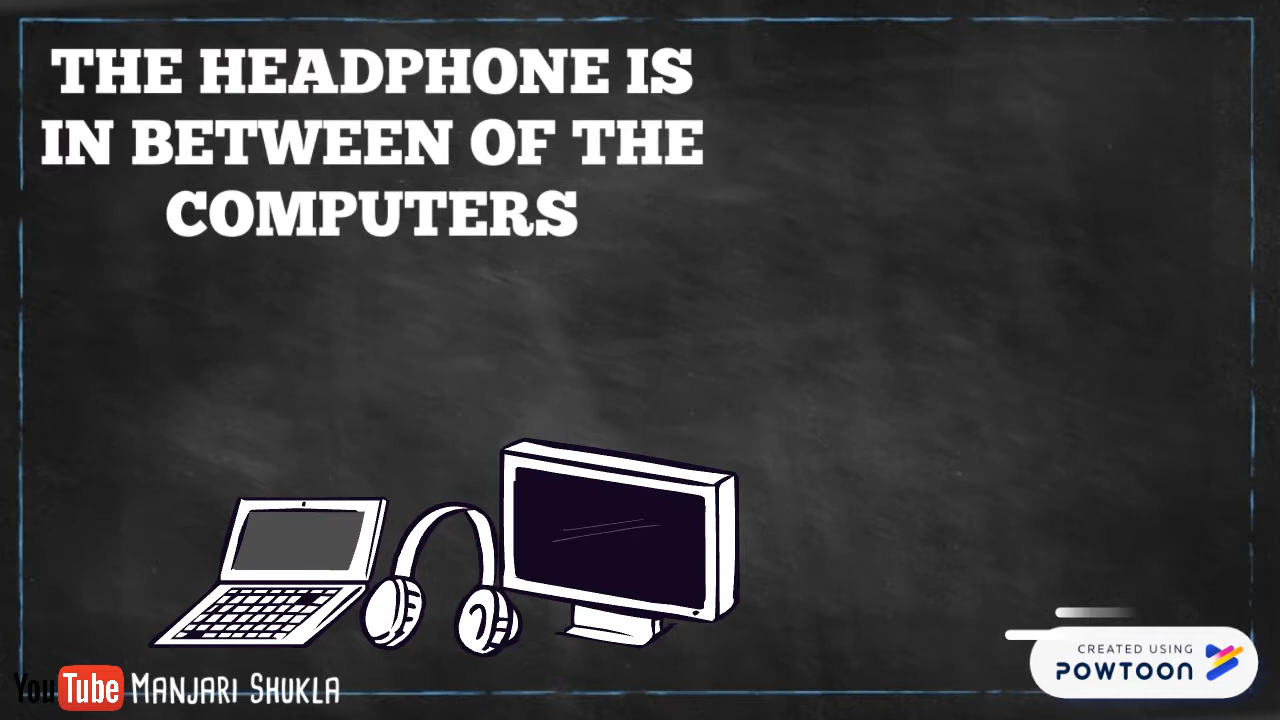 THE HEADPHONE IS
IN BETWEEN OF THE
COMPUTERS
CREATED USING
POWTOON
YouTube MANJARI SHUKLA